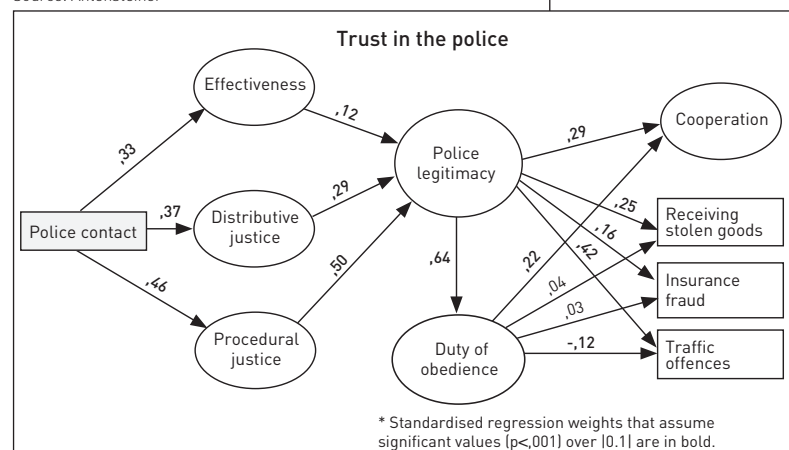 Trust in the police
Effectiveness
,12
,33
Police contact
,37
Distributive
justice
,29
,46
Procedural
justice
,50
Police
legitimacy
,64
Duty of
obedience
,29
Cooperation
,25
Receiving
stolen goods
,16
,42
Insurance
fraud
,22
,04
,03
-,12
Traffic
offences
* Standardised regression weights that assume
significant values (p<,001) over |0.1| are in bold.